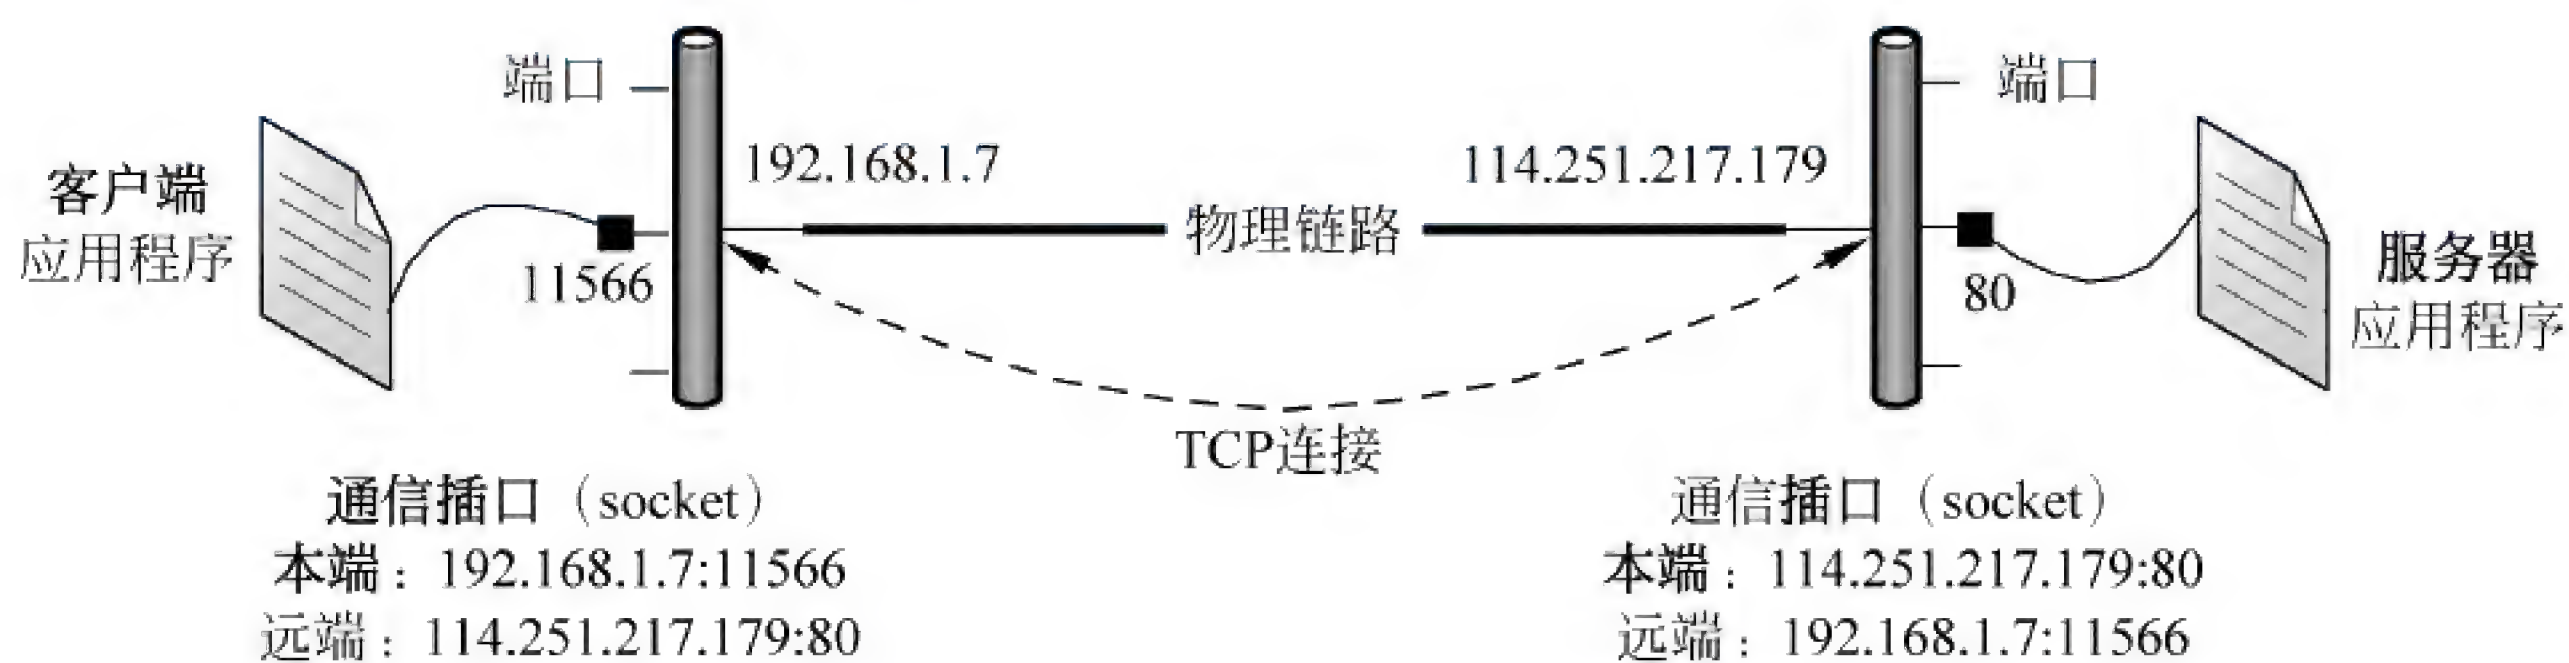 端口
端口
客户端
应用程序
192.168.1.7
物理链路
114.251.217.179
11566
80
服务器
应用程序
TCP连接
通信插口（socket）
本端：192.168.1.7:11566
远端：114.251.217.179:80
通信插口（socket）
本端：114.251.217.179:80
远端：192.168.1.7:11566